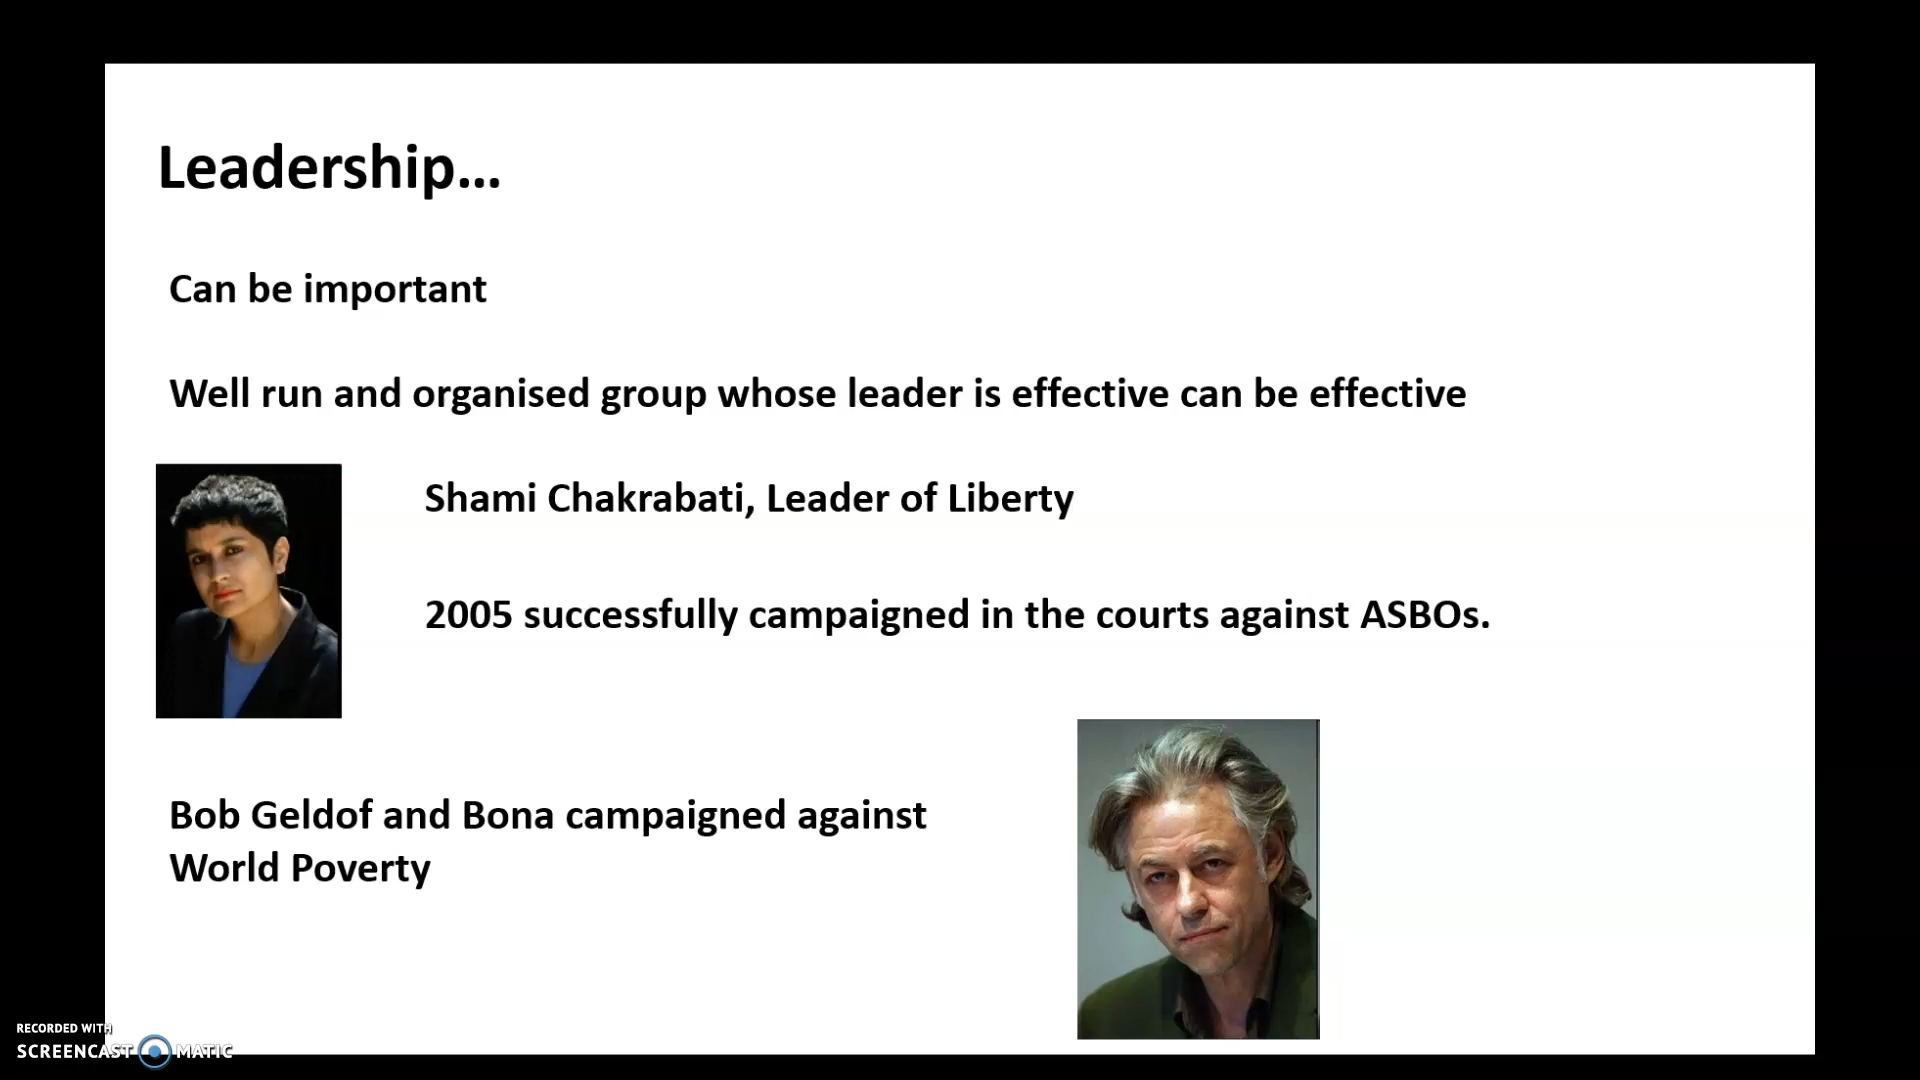 Leadership...
Can be important
Well run and organised group whose leader is effective can be effective
Shami Chakrabati, Leader of Liberty
2005 successfully campaigned in the courts against ASBOs.
Bob Geldof and Bona campaigned against
World Poverty
RECORDED WITH
SCREENCAST MATIC